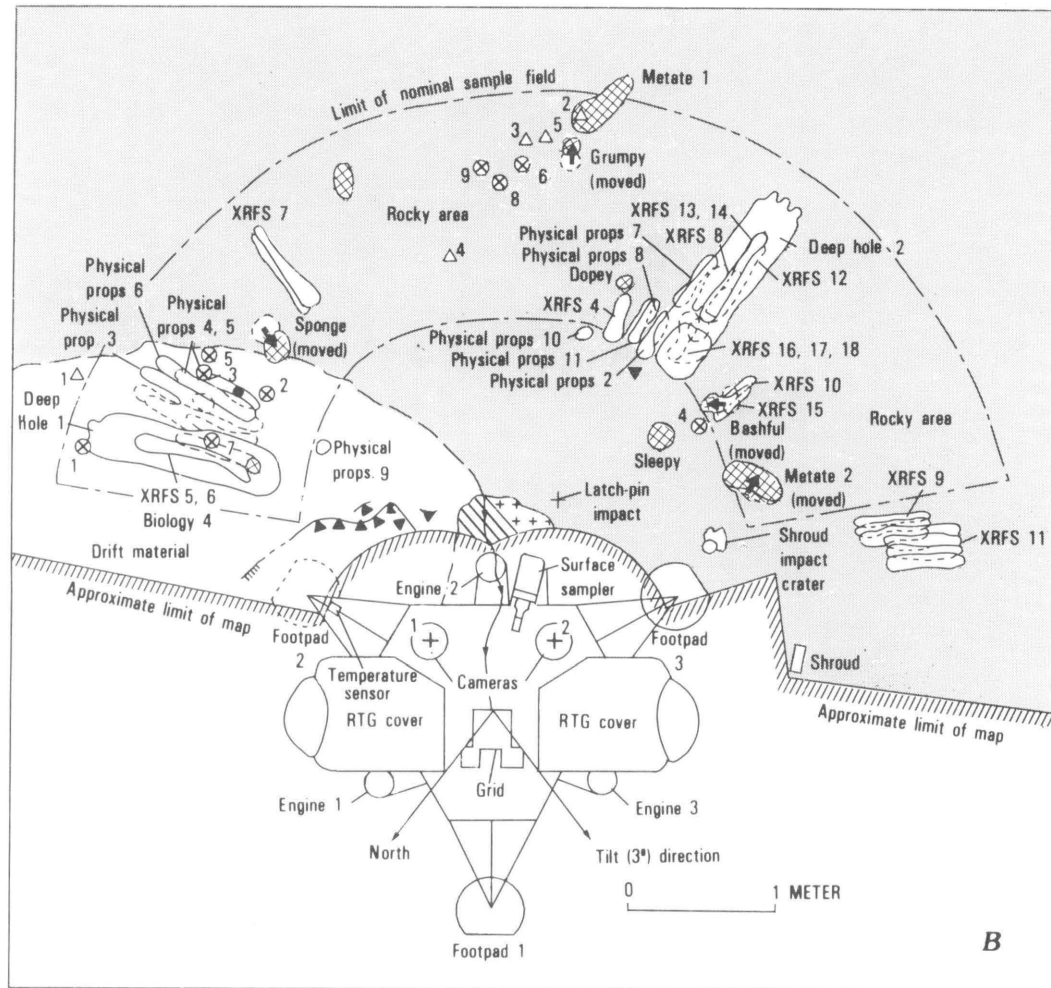 Metate 1
Limit of nominal sample field
2
3
5
Grumpy
(moved)
9
6
8
XRFS 7
Rocky area
XRFS 13, 14
Physical props 7
XRFS 8
Deep hole 2
Physical props 8
4
XRFS 12
Physical
props 6
Dopey
XRFS 4
Physical
prop. 3
Physical
props 4, 5
Sponge
(moved)
Physical props 10
Physical props 11
XRFS 16, 17, 18
Physical props 2
5
3
1
2
XRFS 10
Deep
Hole 1
XRFS 15
4
Bashful
(moved)
Rocky area
7
Physical
props. 9
Sleepy
1
Metate 2
(moved)
XRFS 9
XRFS 5, 6
Biology 4
Latch-pin
impact
XRFS 11
Drift material
Shroud
impact
crater
Engine 2
Surface
sampler
Approximate limit of map
Footpad
2
1
2
Footpad
3
Temperature
sensor
Cameras
Shroud
RTG cover
RTG cover
Approximate limit of map
Grid
Engine 1
Engine 3
North
Tilt (3°) direction
0 1 METER
Footpad 1
B